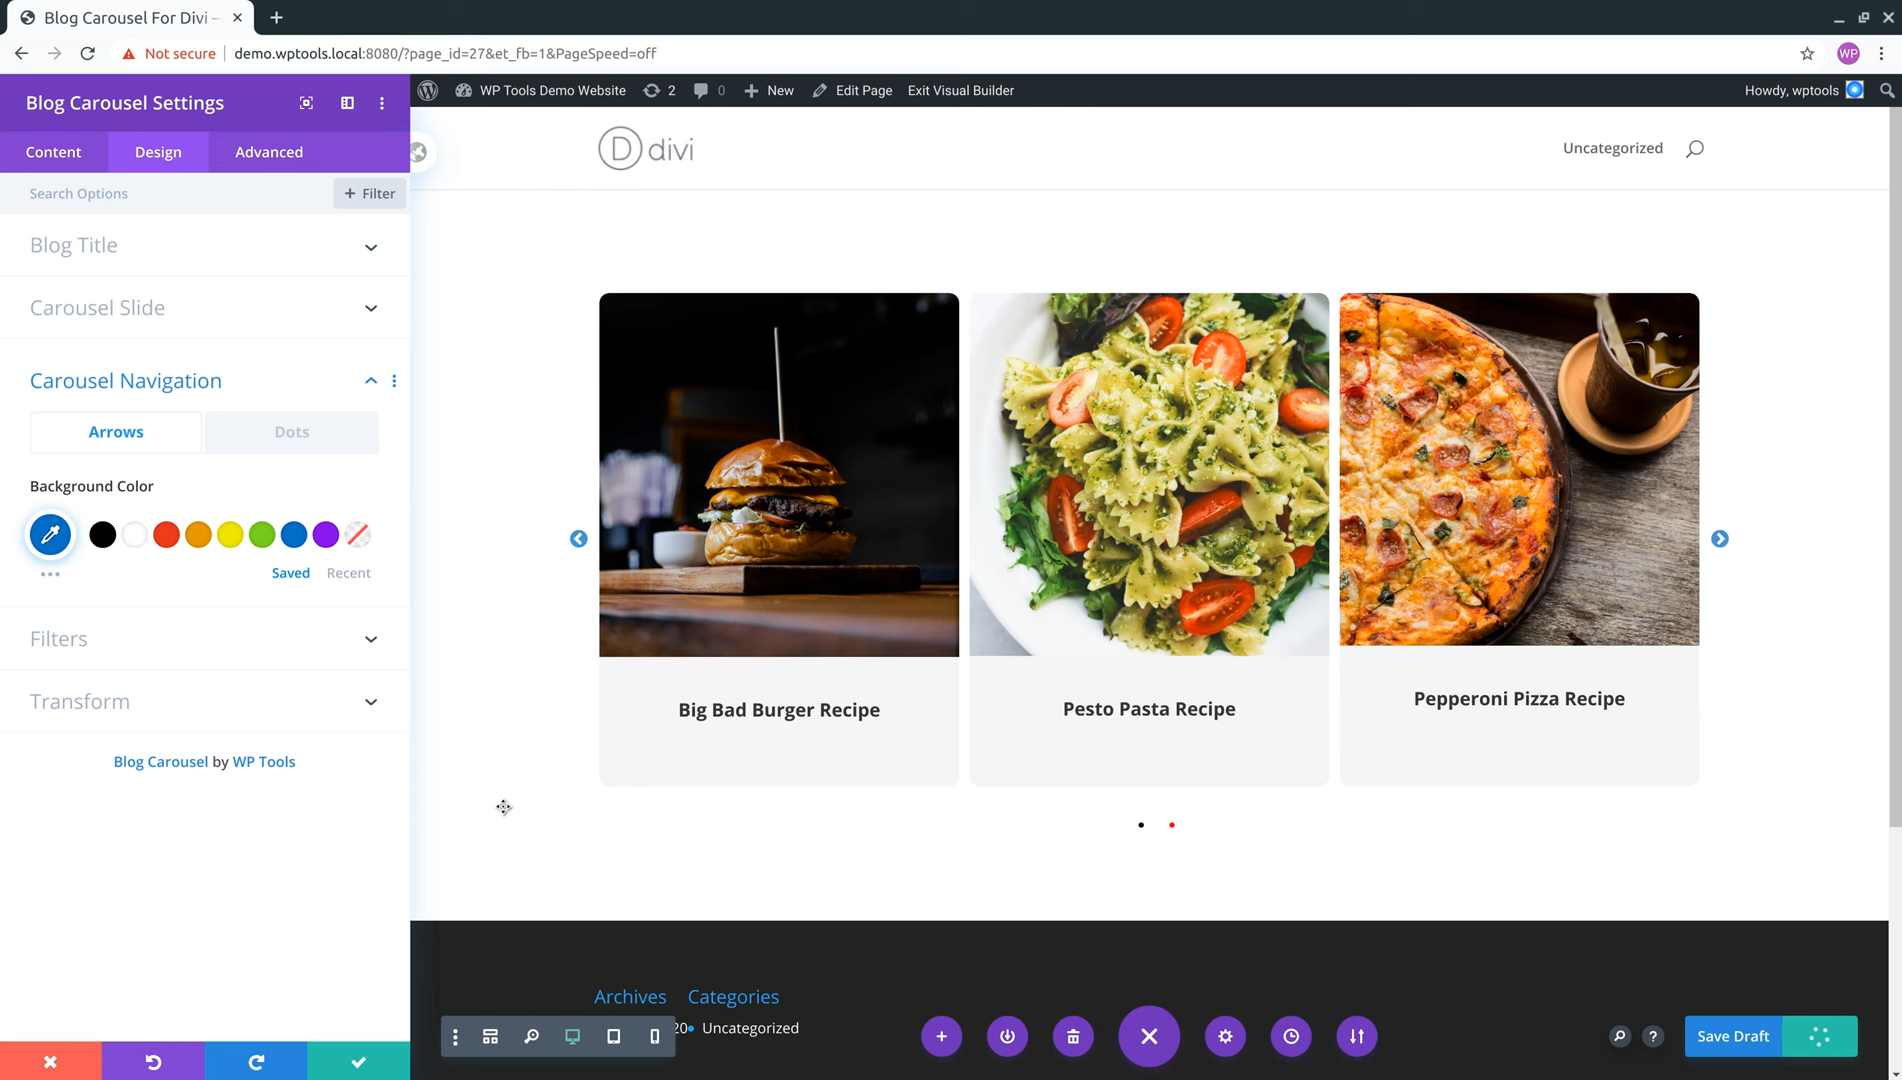 Blog Carousel For Divi –
Not secure
demo.wptools.local:8080/?page_id=27&et_fb=1&PageSpeed=off
WP
Blog Carousel Settings
WP Tools Demo Website
2
0
New
Edit Page
Exit Visual Builder
Howdy, wptools
Content
Design
Advanced
D divi
Uncategorized
Search Options
+ Filter
Blog Title
Carousel Slide
Carousel Navigation
Arrows
Dots
Background Color
Saved
Recent
Filters
Transform
Blog Carousel by WP Tools
Big Bad Burger Recipe
Pesto Pasta Recipe
Pepperoni Pizza Recipe
Archives
Categories
20
Uncategorized
?
Save Draft